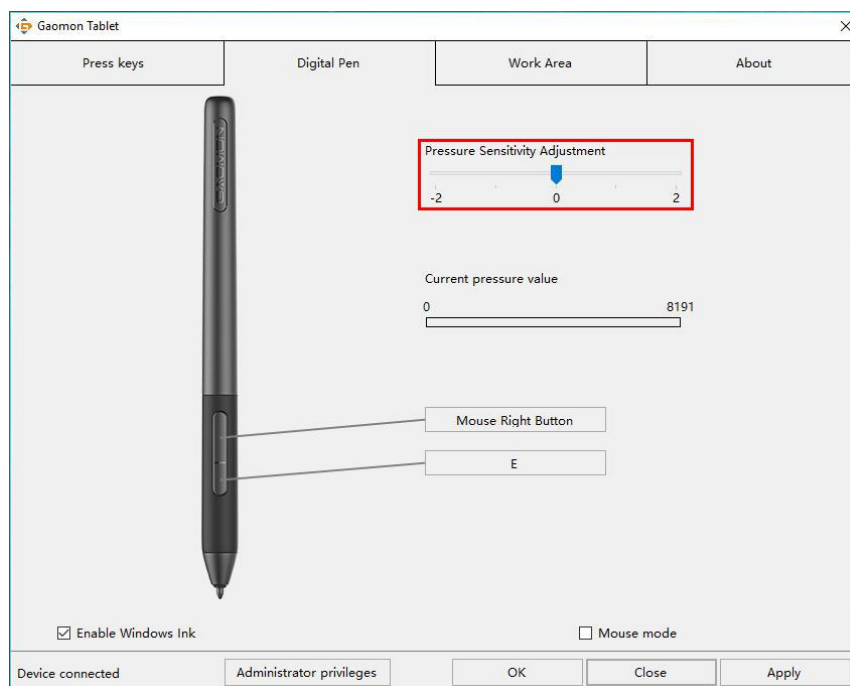 Gaomon Tablet
Press keys
Digital Pen
Work Area
About
GAOMON
Pressure Sensitivity Adjustment
-2 0 2
Current pressure value
0 8191
Mouse Right Button
E
Enable Windows Ink
Mouse mode
Device connected
Administrator privileges
OK
Close
Apply